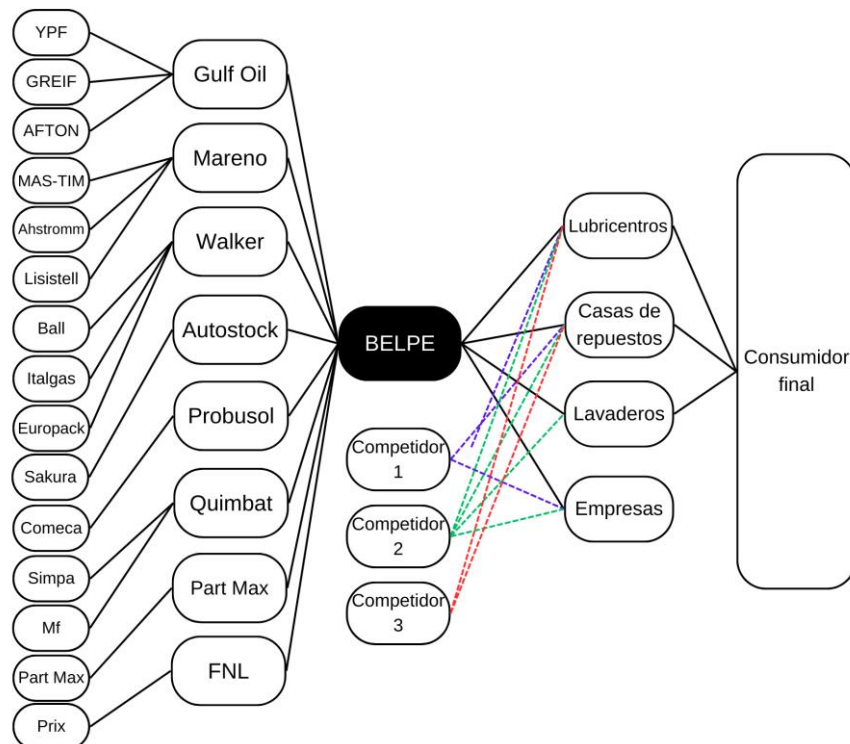 YPF
GREIF
AFTON
MAS-TIM
Ahstromm
Lisistell
Ball
Italgas
Europack
Sakura
Comeca
Simpa
Mf
Part Max
Prix
Gulf Oil
Mareno
Walker
Autostock
Probusol
Quimbat
Part Max
FNL
BELPE
Competidor
1
Competidor
2
Competidor
3
Lubricentros
Casas de
repuestos
Lavaderos
Empresas
Consumidor
final